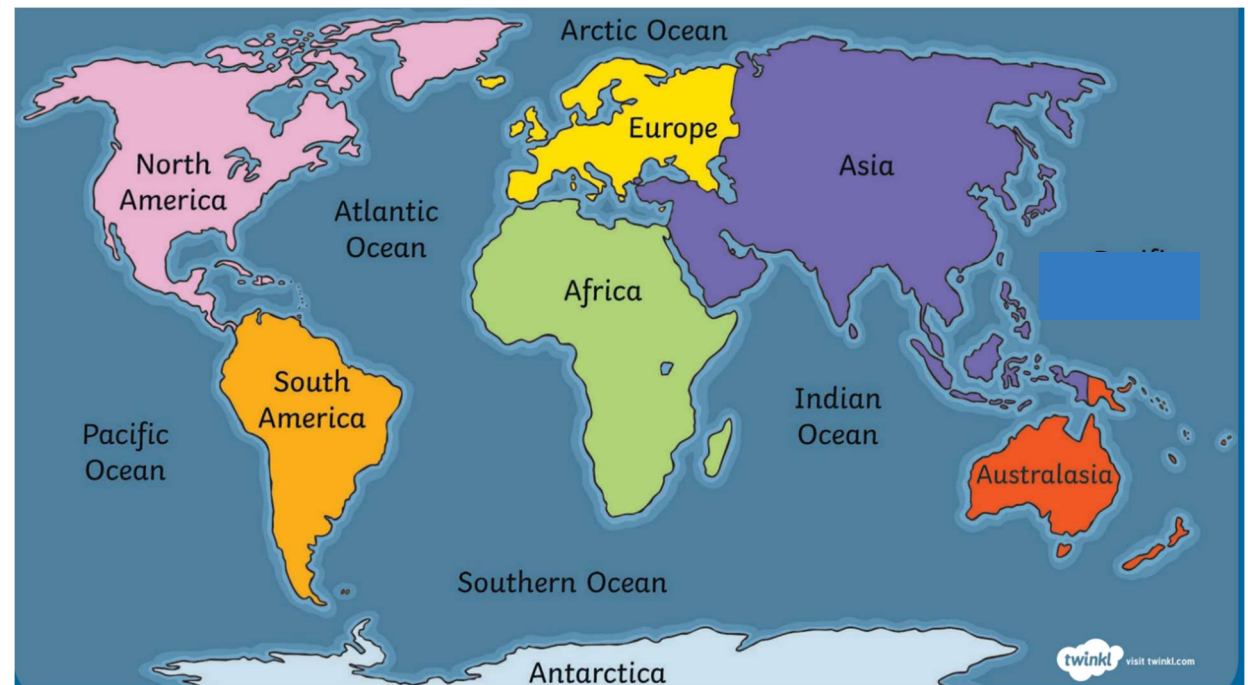 Arctic Ocean
Europe
North
America
Asia
Atlantic
Ocean
Africa
South
America
Indian
Ocean
Pacific
Ocean
Australasia
Southern Ocean
Antarctica
twinkl visit twinkl.com